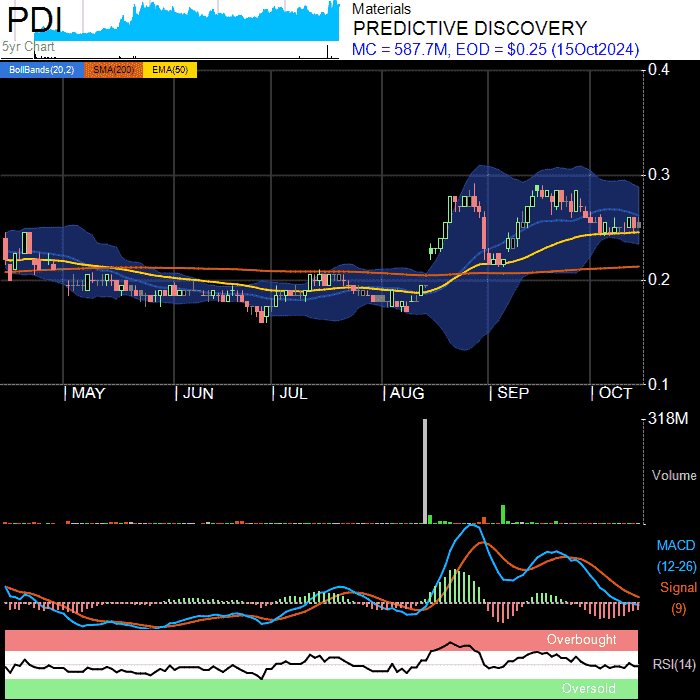 PDI
5yr Chart
Materials
PREDICTIVE DISCOVERY
MC = 587.7M, EOD = $0.25 (15Oct2024)
BollBands(20,2) SMA(200) EMA(50)
0.4
0.3
0.2
0.1
| MAY | JUN | JUL | AUG | SEP | OCT
318M
Volume
MACD
(12-26)
Signal
(9)
Overbought
RSI(14)
Oversold